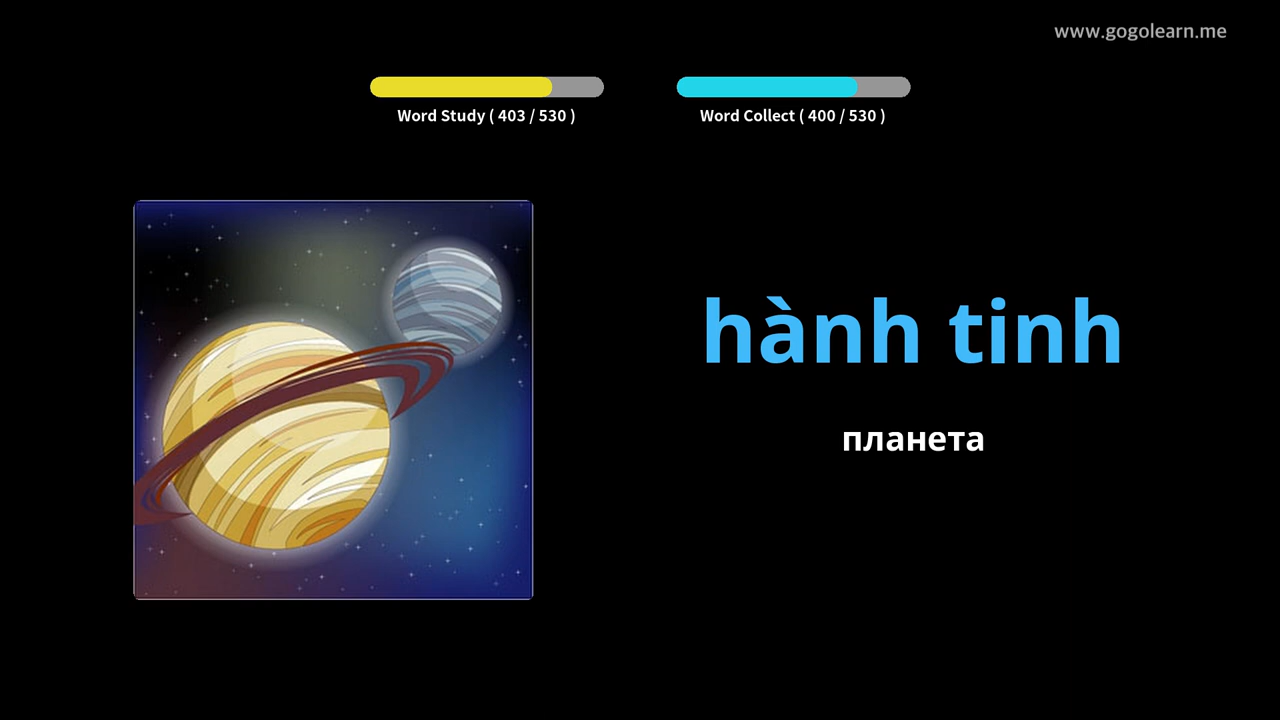 www.gogolearn.me
Word Study ( 403 / 530 )
Word Collect ( 400 / 530 )
hành tinh
планета